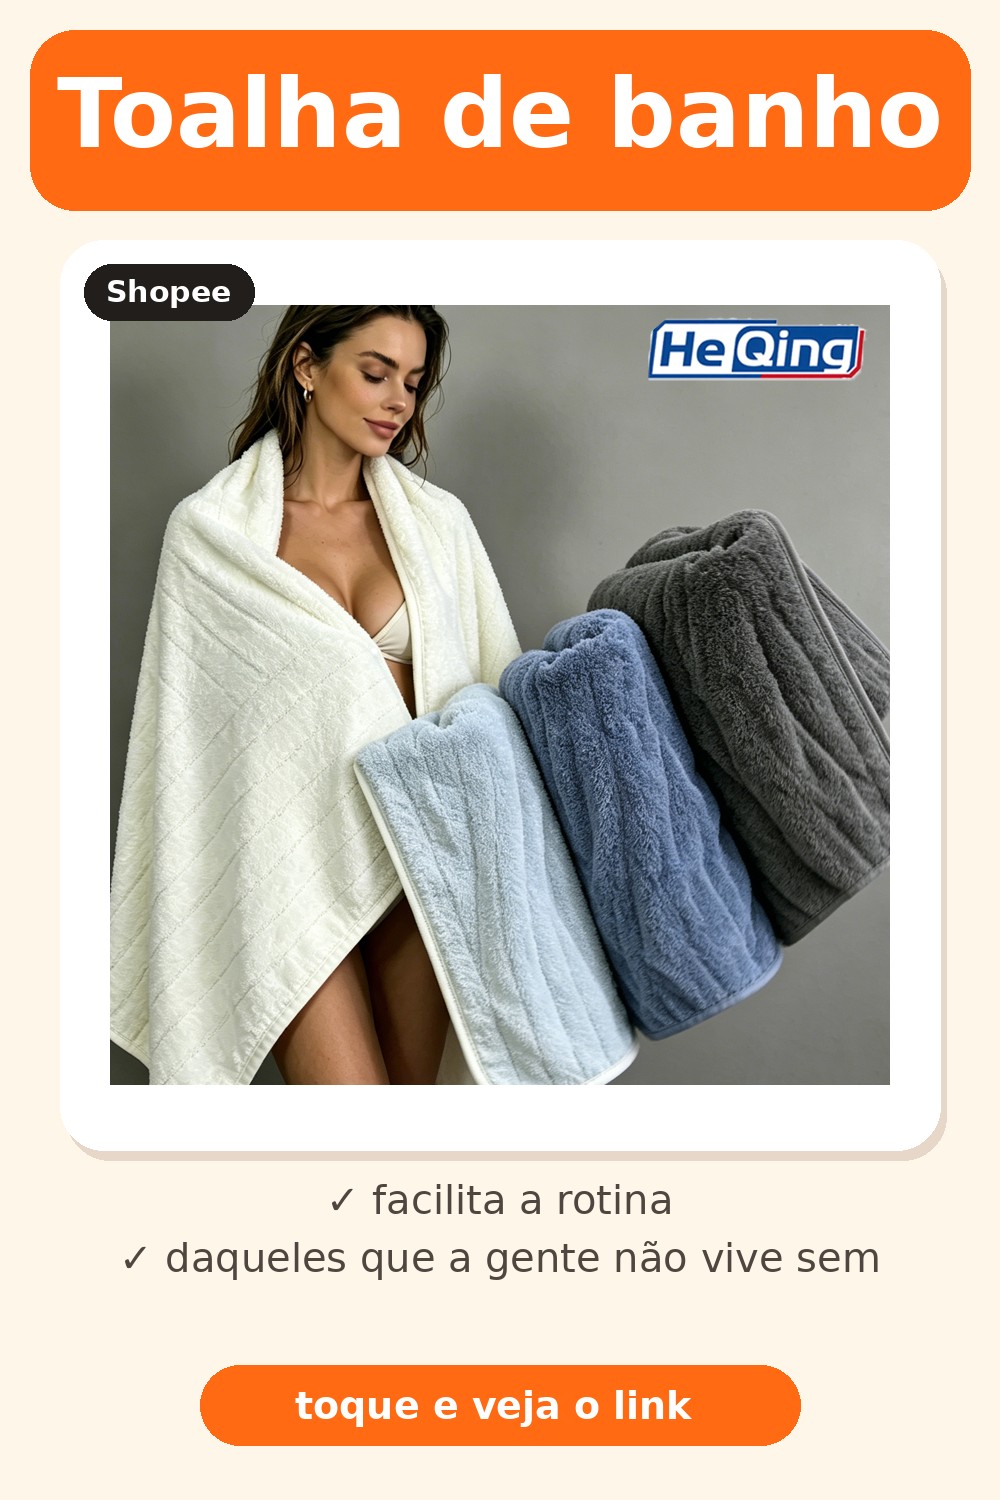 Toalha de banho
Shopee
HeQing
✓ facilita a rotina
✓ daqueles que a gente não vive sem
toque e veja o link